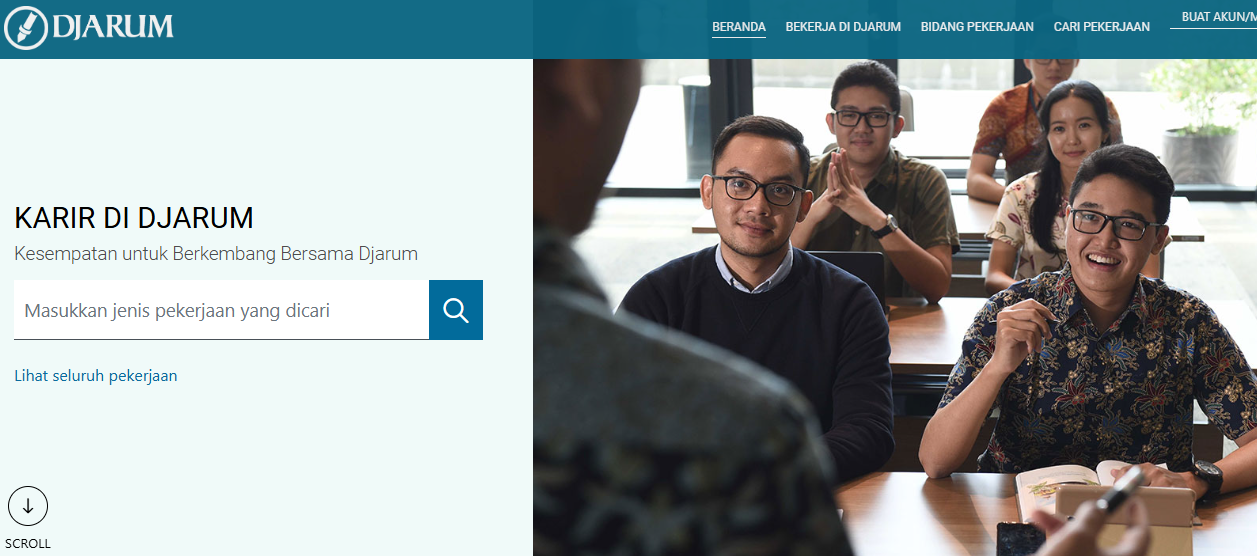 DJARUM
BERANDA BEKERJA DI DJARUM BIDANG PEKERJAAN CARI PEKERJAAN BUAT AKUN/M
KARIR DI DJARUM
Kesempatan untuk Berkembang Bersama Djarum
Masukkan jenis pekerjaan yang dicari
Lihat seluruh pekerjaan
SCROLL